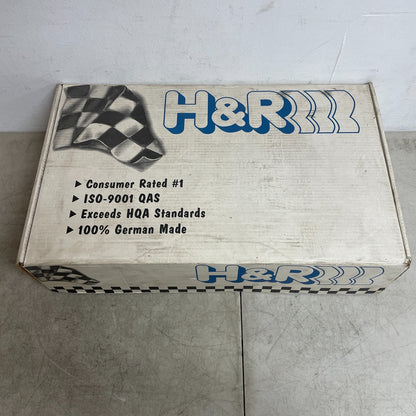 H&R
▸ Consumer Rated #1
▸ ISO-9001 QAS
▸ Exceeds HQA Standards
▸ 100% German Made
H&R